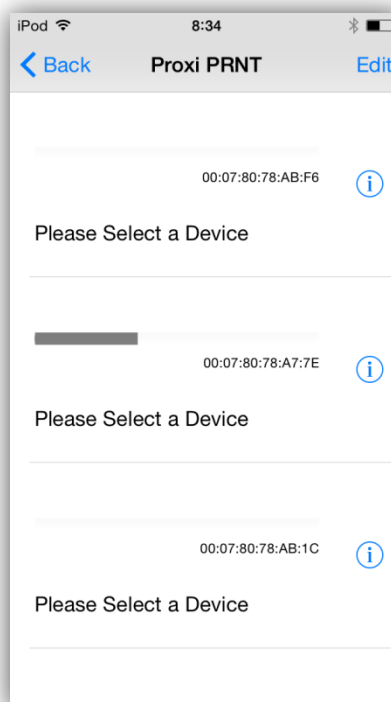 iPod 8:34
Back Proxi PRNT Edit
00:07:80:78:AB:F6
Please Select a Device
00:07:80:78:A7:7E
Please Select a Device
00:07:80:78:AB:1C
Please Select a Device